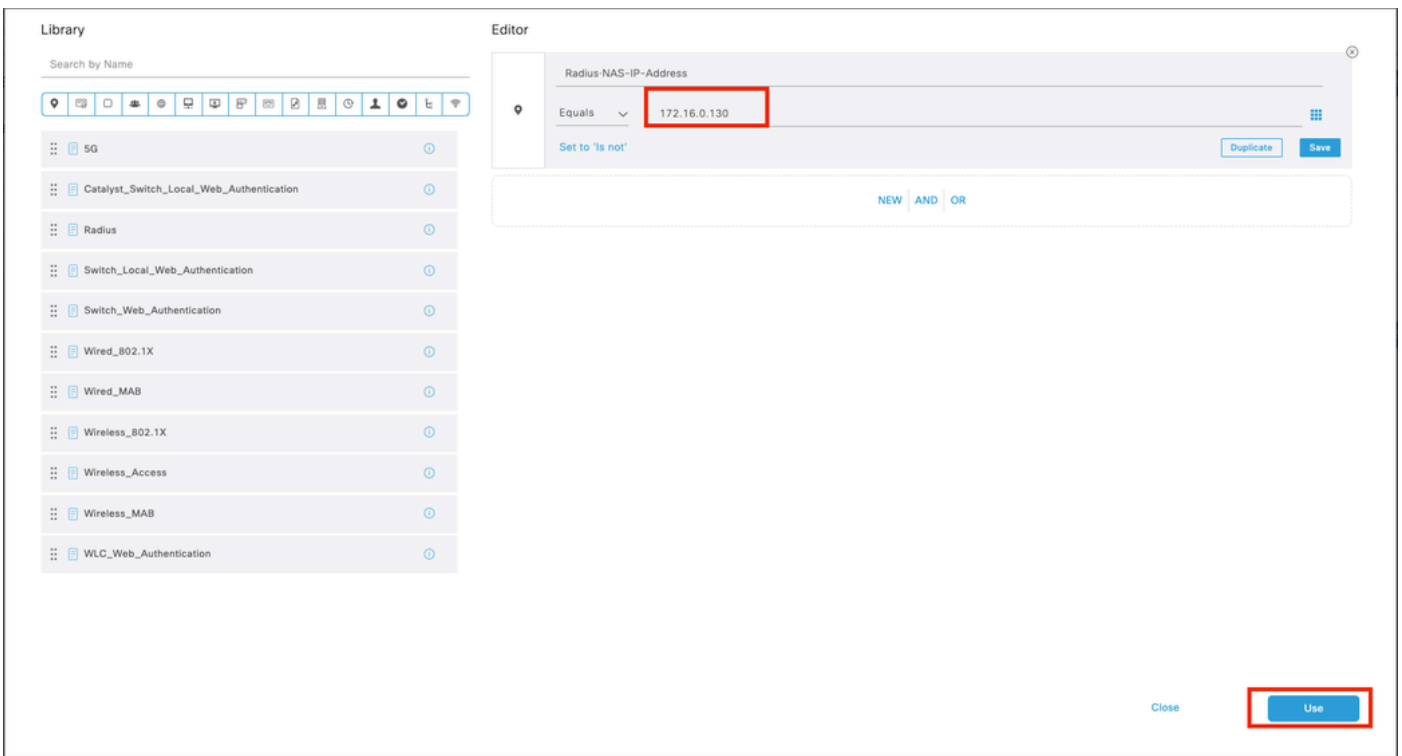 Library
Search by Name
5G
Catalyst_Switch_Local_Web_Authentication
Radius
Switch_Local_Web_Authentication
Switch_Web_Authentication
Wired_802.1X
Wired_MAB
Wireless_802.1X
Wireless_Access
Wireless_MAB
WLC_Web_Authentication
Editor
Radius·NAS-IP-Address
Equals 172.16.0.130
Set to 'Is not' Duplicate Save
NEW AND OR
Close Use